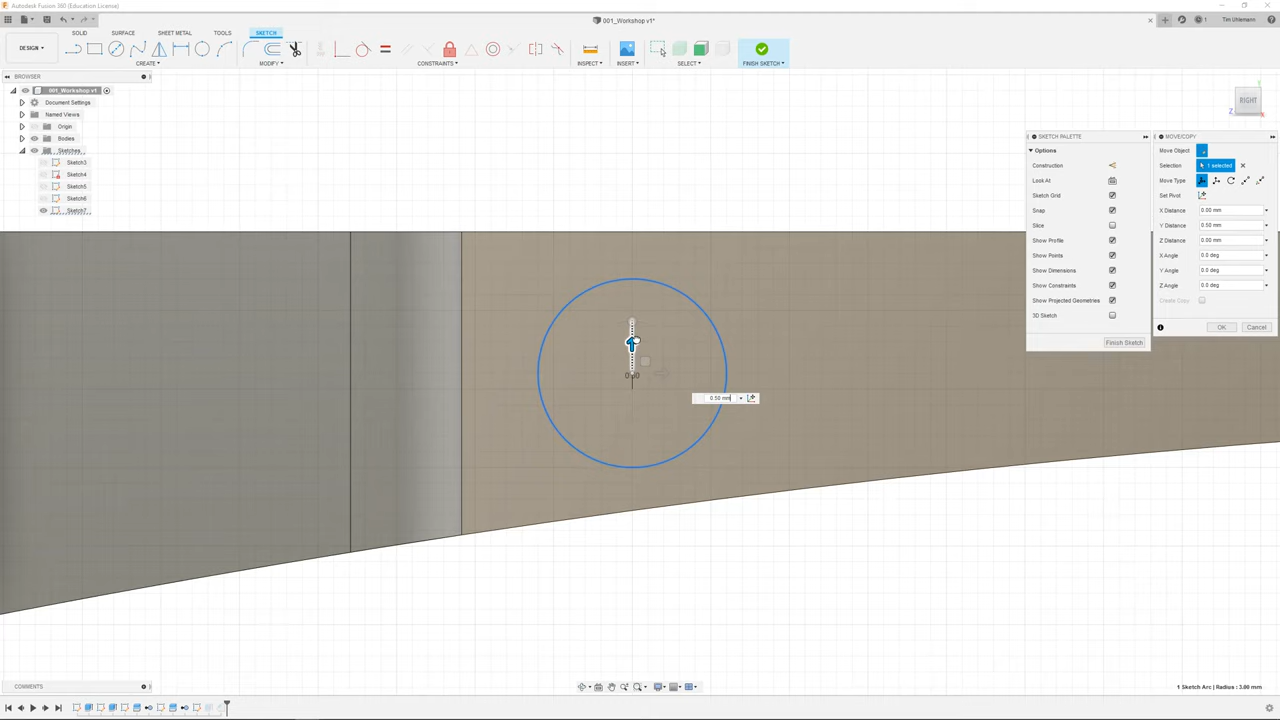 Autodesk Fusion 360 (Education License)
001_Workshop v1*
1
Tim Uhlemann
SOLID
SURFACE
SHEET METAL
TOOLS
SKETCH
DESIGN
CREATE
MODIFY
CONSTRAINTS
INSPECT
INSERT
SELECT
FINISH SKETCH
BROWSER
001_Workshop v1
Document Settings
Named Views
Origin
Bodies
Sketches
Sketch3
Sketch4
Sketch5
Sketch6
Sketch7
Y
RIGHT
Z
X
SKETCH PALETTE
Options
Construction
Look At
Sketch Grid
Snap
Slice
Show Profile
Show Points
Show Dimensions
Show Constraints
Show Projected Geometries
3D Sketch
Finish Sketch
MOVE/COPY
Move Object
Selection
1 selected
Move Type
Set Pivot
X Distance
0.00 mm
Y Distance
0.50 mm
Z Distance
0.00 mm
X Angle
0.0 deg
Y Angle
0.0 deg
Z Angle
0.0 deg
Create Copy
OK
Cancel
0.50 mm
COMMENTS
1 Sketch Arc | Radius : 3.00 mm